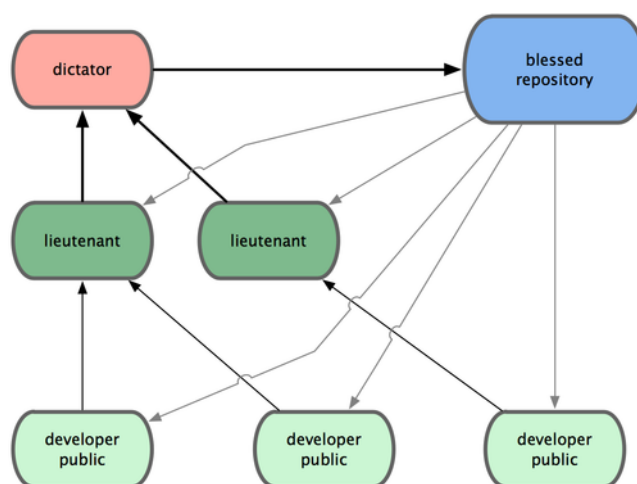 dictator
blessed
repository
lieutenant
lieutenant
developer
public
developer
public
developer
public